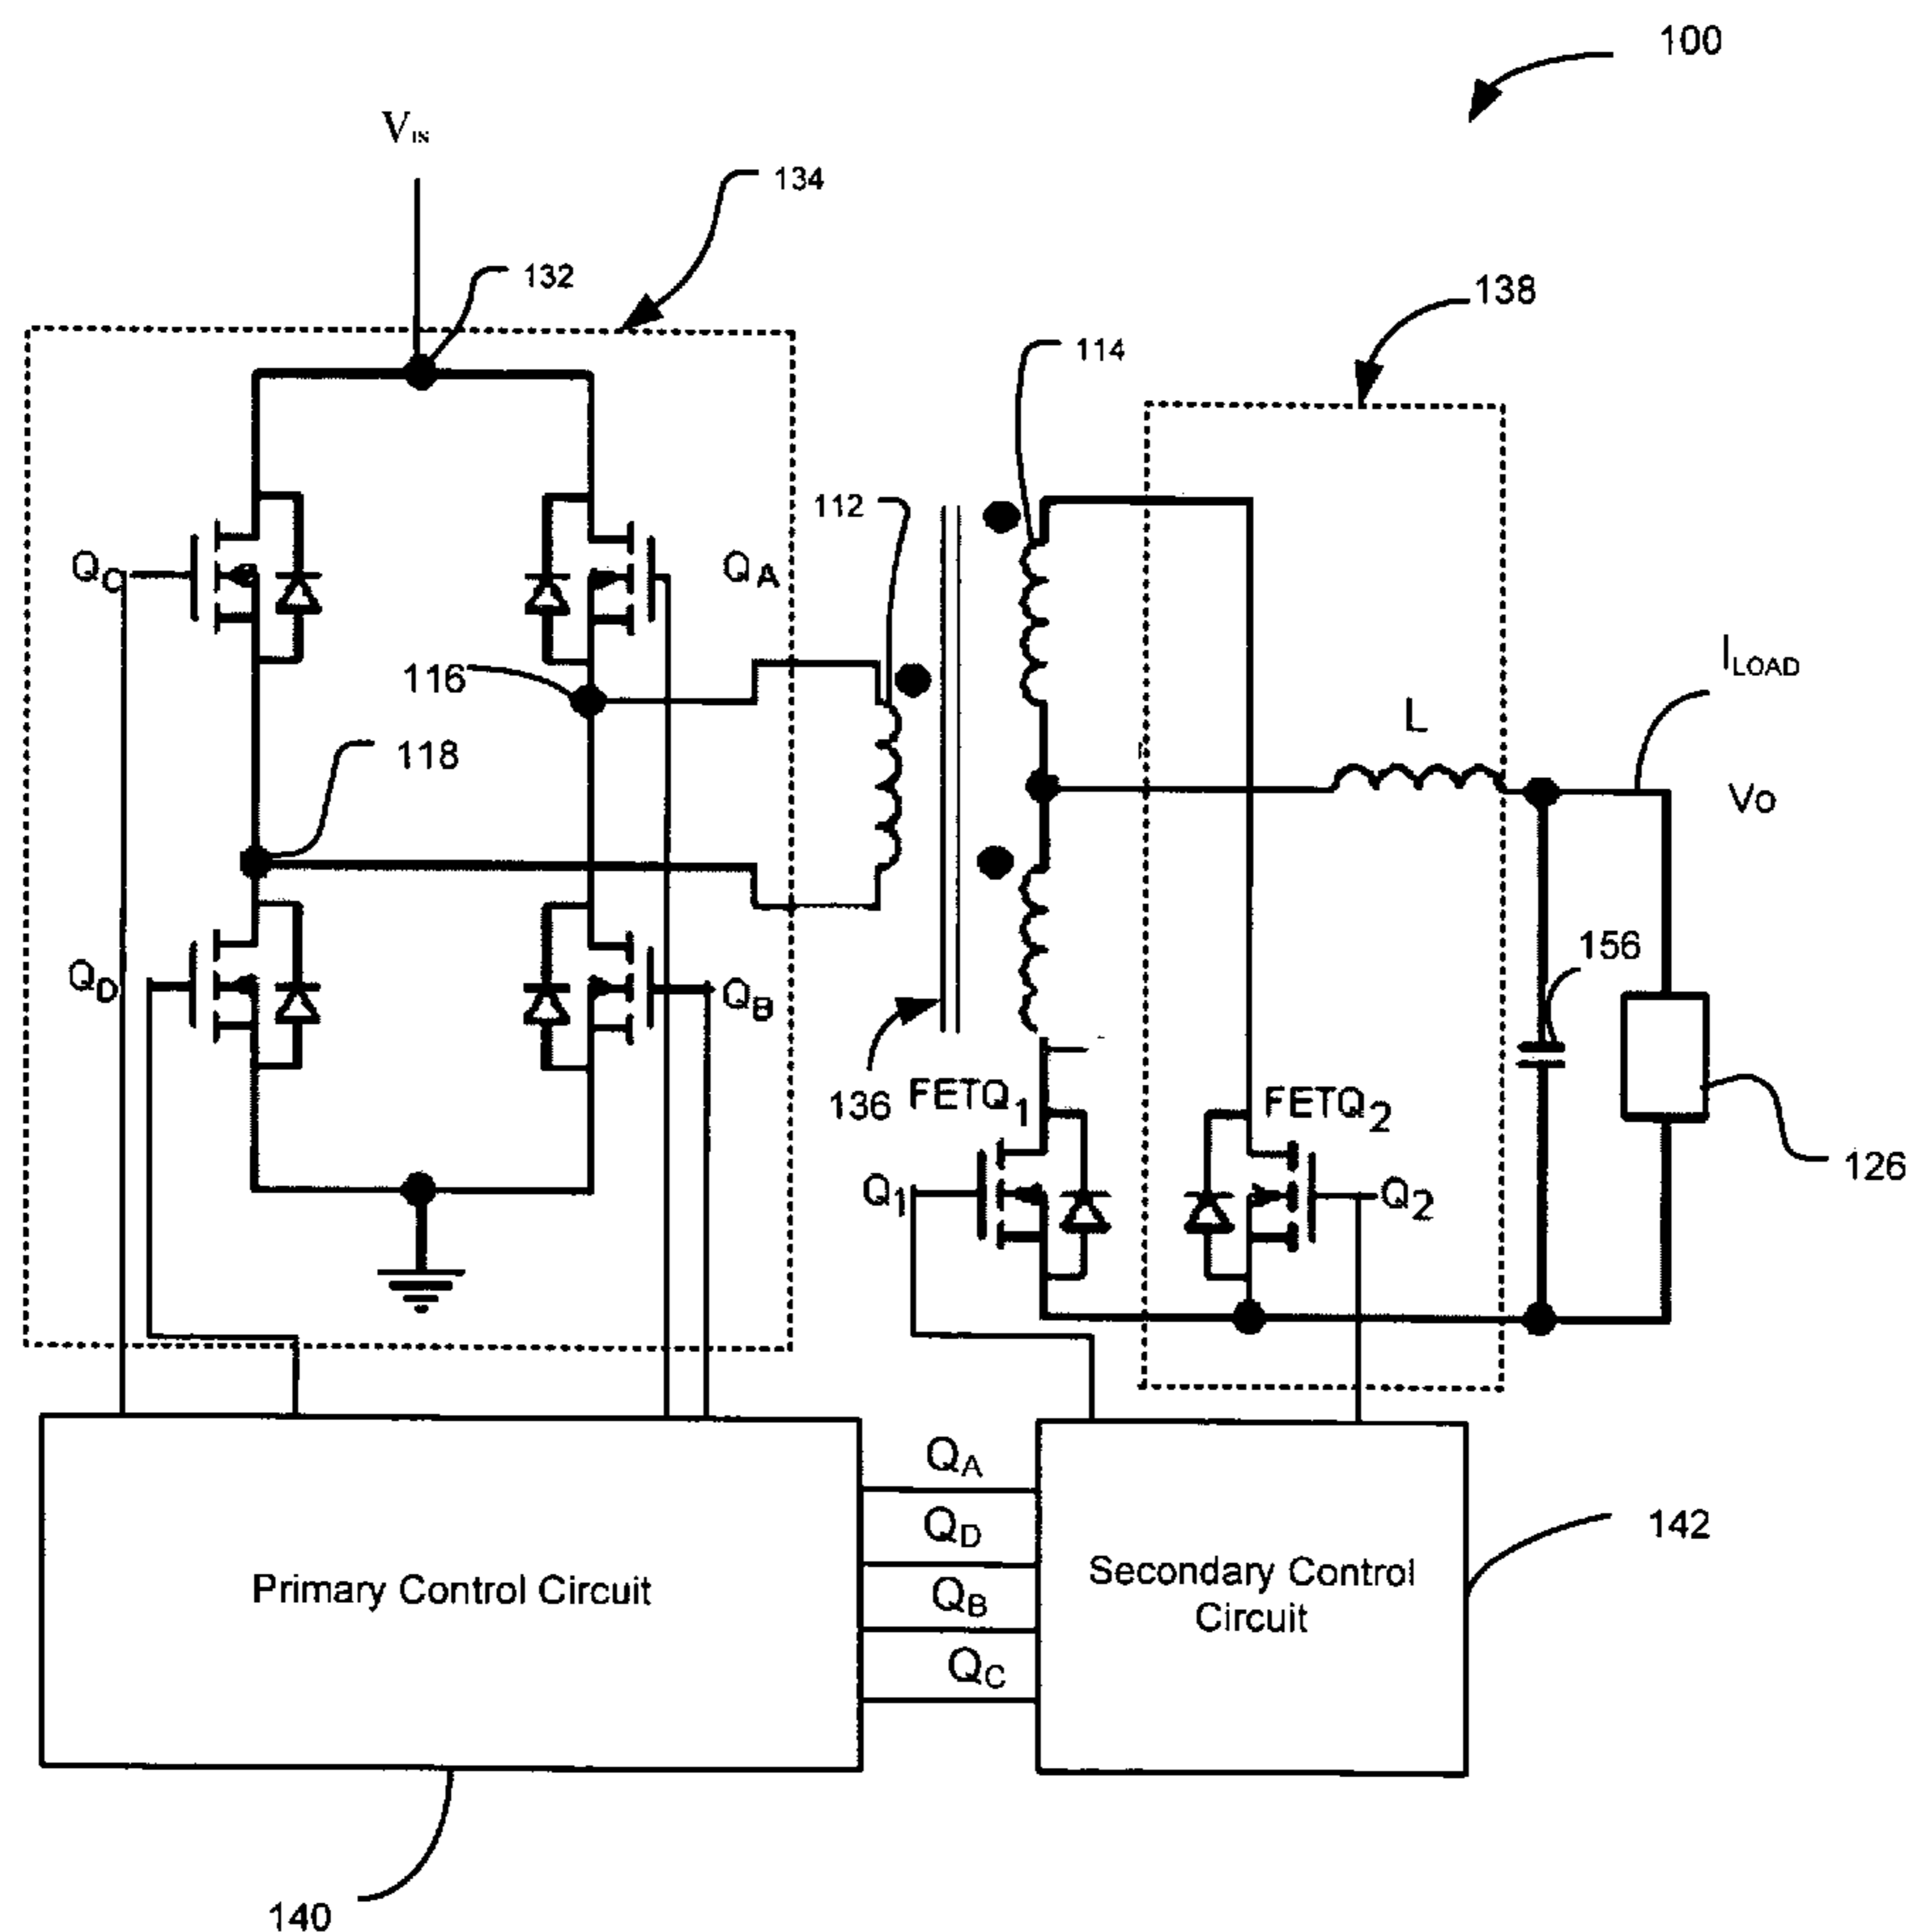 100
VIN
134
132
138
114
112
QC
QA
116
ILOAD
L
118
Vo
156
QD
QB
136
FETQ1
FETQ2
126
Q1
Q2
QA
QD
142
Primary Control Circuit
Secondary Control
Circuit
QB
QC
140